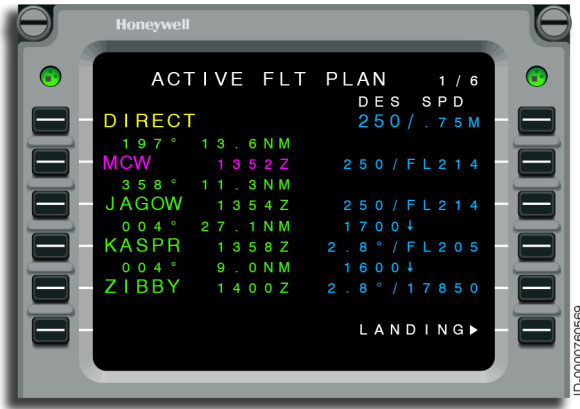 Honeywell
ACTIVE FLT PLAN 1/6
DES SPD
DIRECT 250/.75M
197° 13.6NM
MCW 1352Z 250/FL214
358° 11.3NM
JAGOW 1354Z 250/FL214
004° 27.1NM 1700↓
KASPR 1358Z 2.8°/FL205
004° 9.0NM 1600↓
ZIBBY 1400Z 2.8°/17850
LANDING▶
ID-0000760569